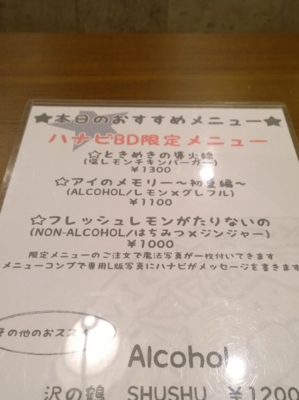 ★本日のおすすめメニュー★
ハナビBD限定メニュー
☆ときめきの導火線
(塩レモンチキンバーガー)
¥1300
☆アイのメモリー〜初夏編〜
(ALCOHOL/レモン×グレフル)
¥1100
☆フレッシュレモンがたりないの
(NON-ALCOHOL/はちみつ×ジンジャー)
¥1000
限定メニューのご注文で魔法写真が一枚付いてきます
メニューコンプで専用L版写真にハナビがメッセージを書きます
その他のおスス
Alcohol
沢の鶴 SHUSHU ¥1200